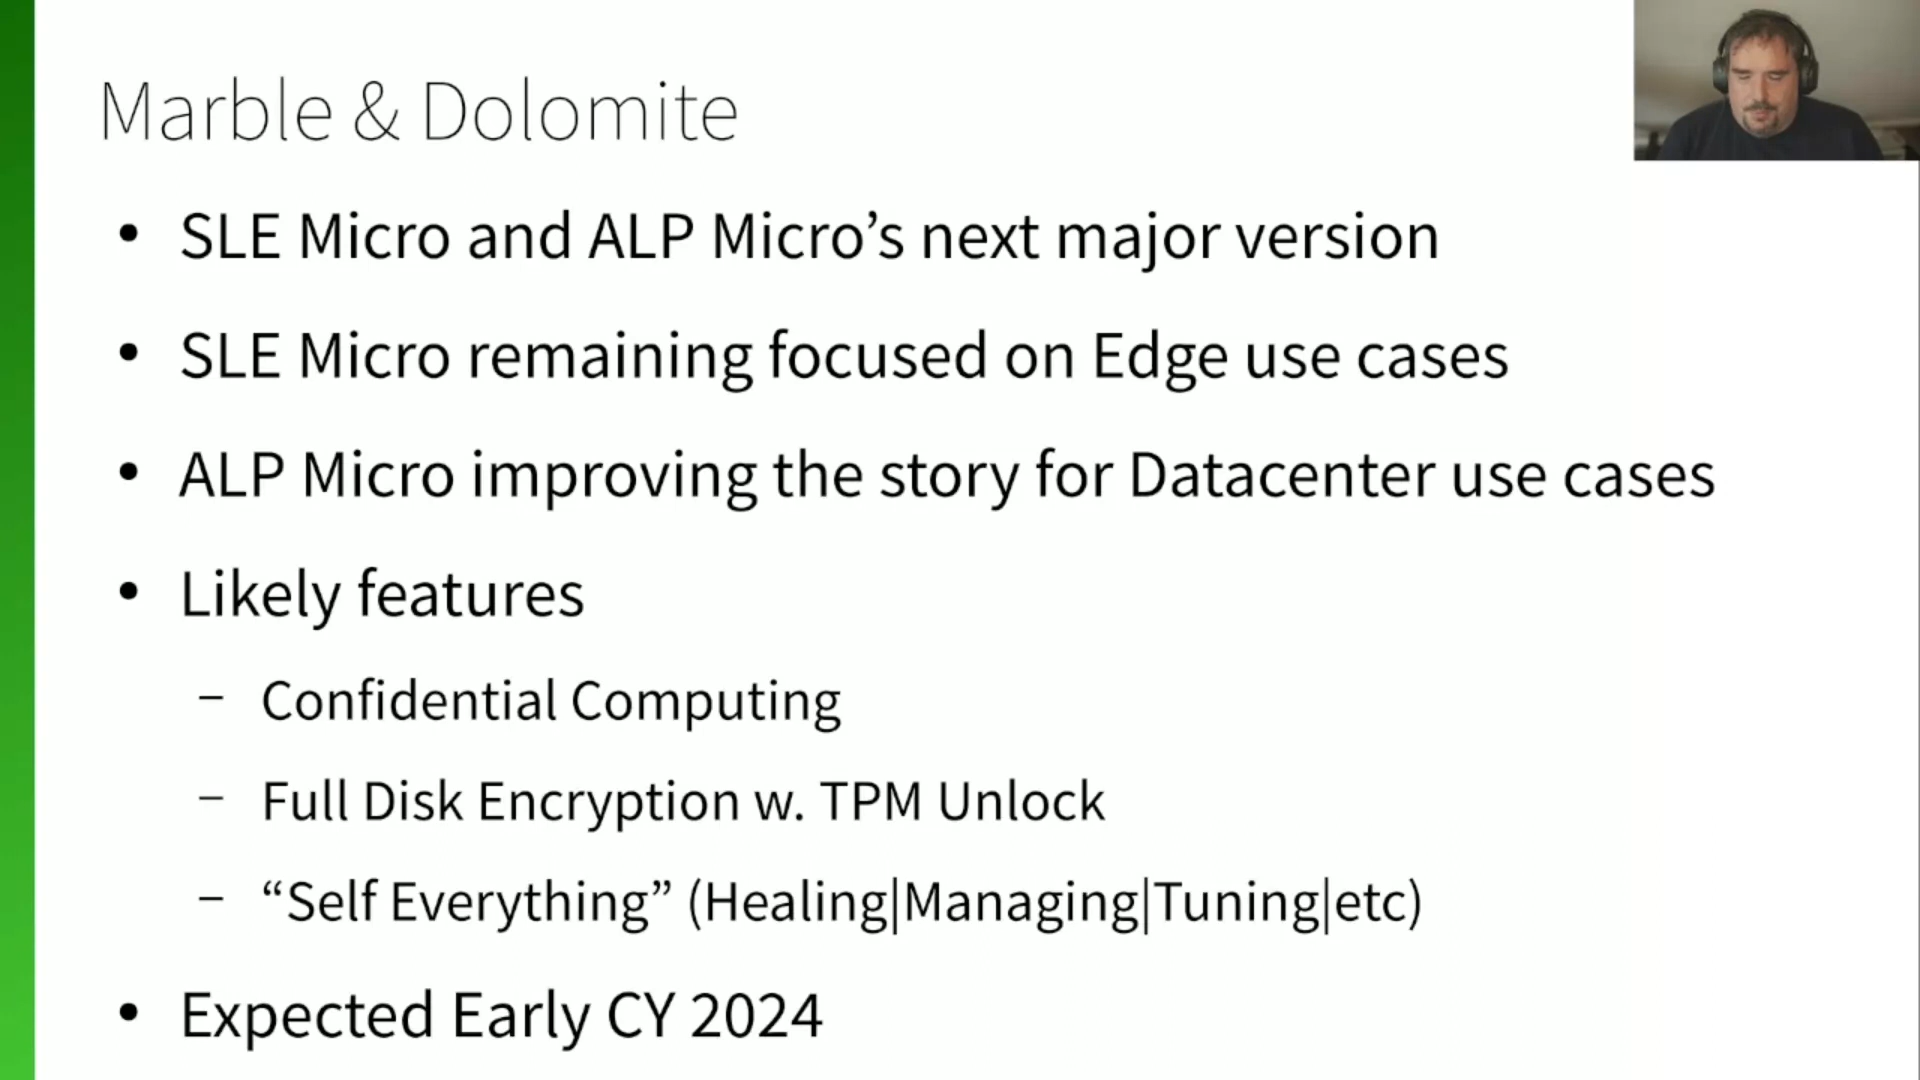 Marble & Dolomite
• SLE Micro and ALP Micro’s next major version
• SLE Micro remaining focused on Edge use cases
• ALP Micro improving the story for Datacenter use cases
• Likely features
– Confidential Computing
– Full Disk Encryption w. TPM Unlock
– “Self Everything” (Healing|Managing|Tuning|etc)
• Expected Early CY 2024